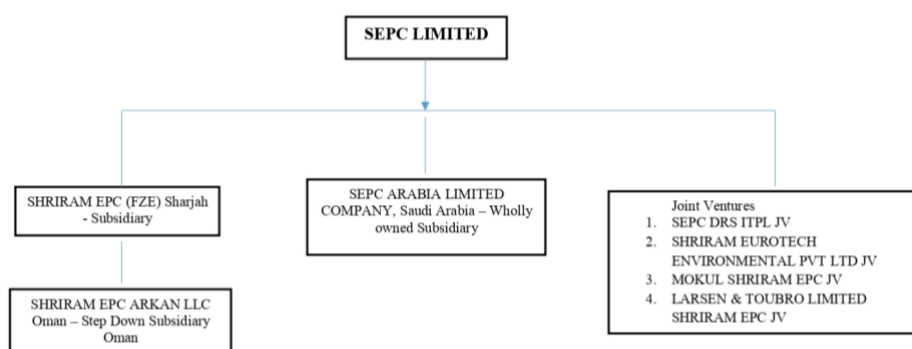 SEPC LIMITED
SHRIRAM EPC (FZE) Sharjah
- Subsidiary
SHRIRAM EPC ARKAN LLC
Oman – Step Down Subsidiary
Oman
SEPC ARABIA LIMITED
COMPANY, Saudi Arabia – Wholly
owned Subsidiary
Joint Ventures
1. SEPC DRS ITPL JV
2. SHRIRAM EUROTECH
ENVIRONMENTAL PVT LTD JV
3. MOKUL SHRIRAM EPC JV
4. LARSEN & TOUBRO LIMITED
SHRIRAM EPC JV